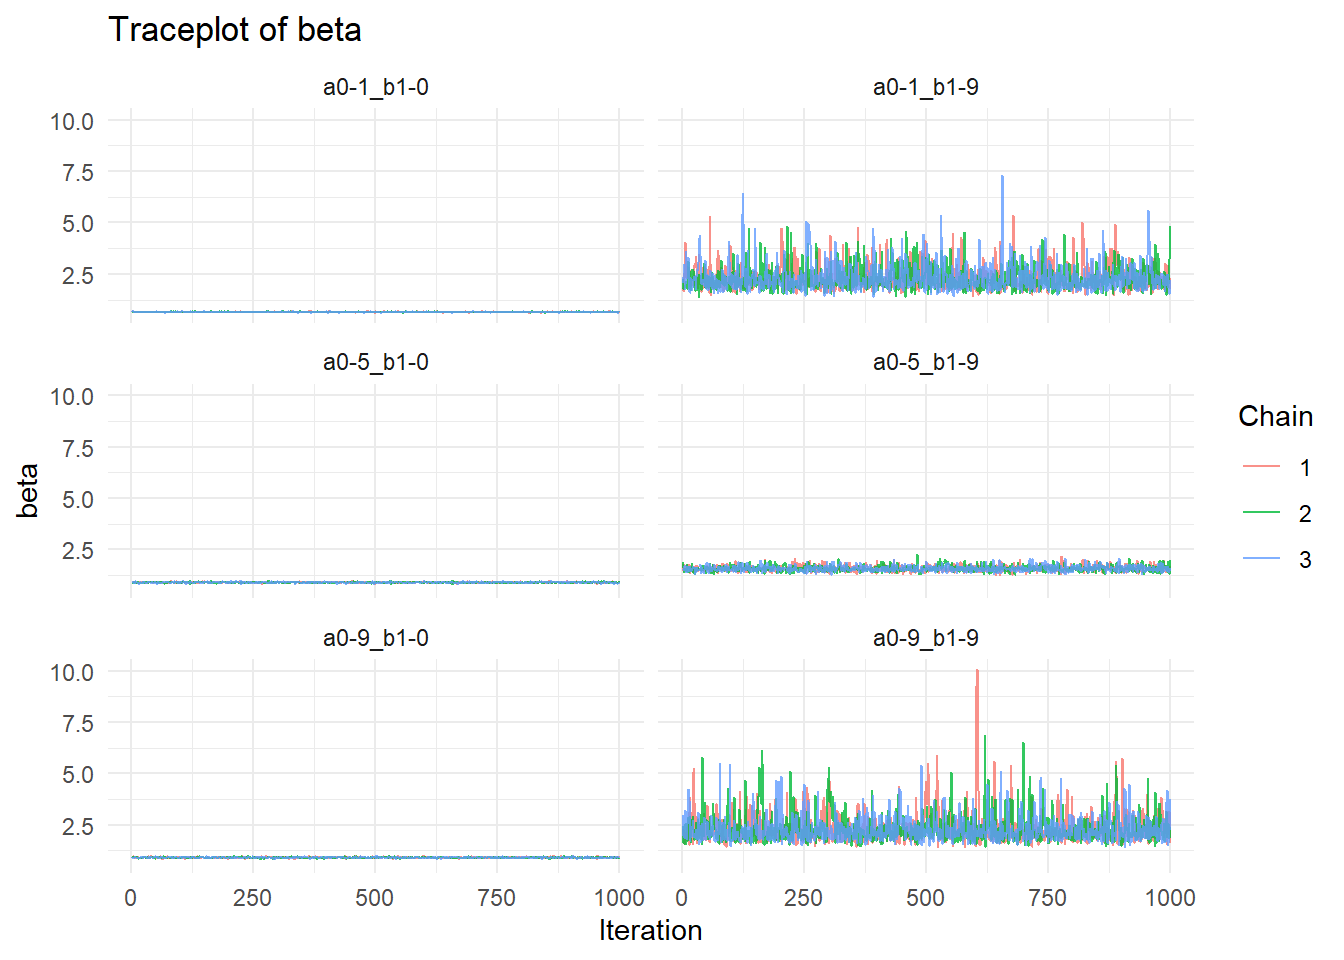 Traceplot of beta
a0-1_b1-0 a0-1_b1-9
10.0
7.5
5.0
2.5
a0-5_b1-0 a0-5_b1-9
10.0
7.5
5.0
2.5
a0-9_b1-0 a0-9_b1-9
10.0
7.5
5.0
2.5
0 250 500 750 1000 0 250 500 750 1000
Iteration
beta
Chain
1
2
3